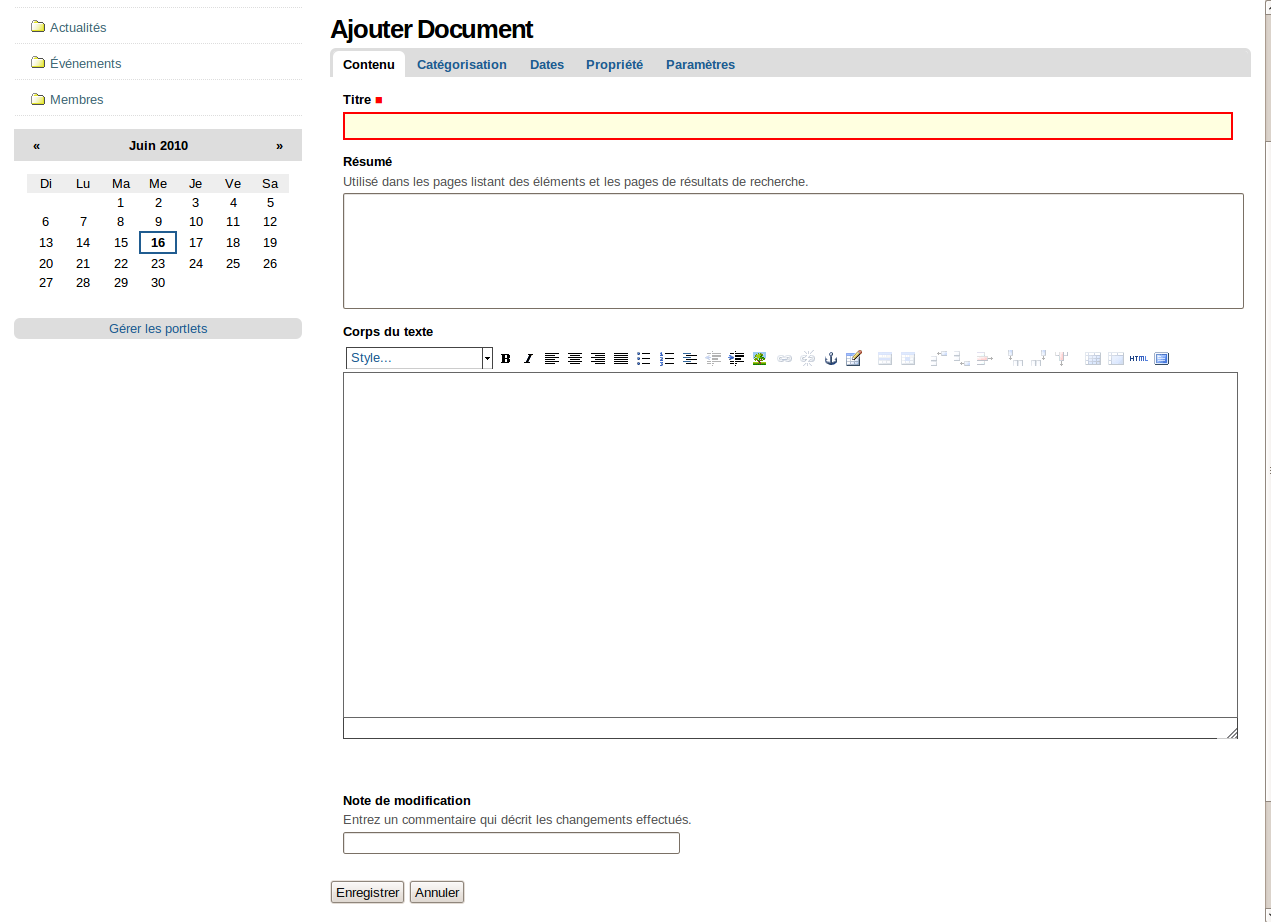 Actualités
Événements
Membres
« Juin 2010 »
Di Lu Ma Me Je Ve Sa
1 2 3 4 5
6 7 8 9 10 11 12
13 14 15 16 17 18 19
20 21 22 23 24 25 26
27 28 29 30
Gérer les portlets
Ajouter Document
Contenu Catégorisation Dates Propriété Paramètres
Titre
Résumé
Utilisé dans les pages listant des éléments et les pages de résultats de recherche.
Corps du texte
Style... B I HTML
Note de modification
Entrez un commentaire qui décrit les changements effectués.
Enregistrer Annuler